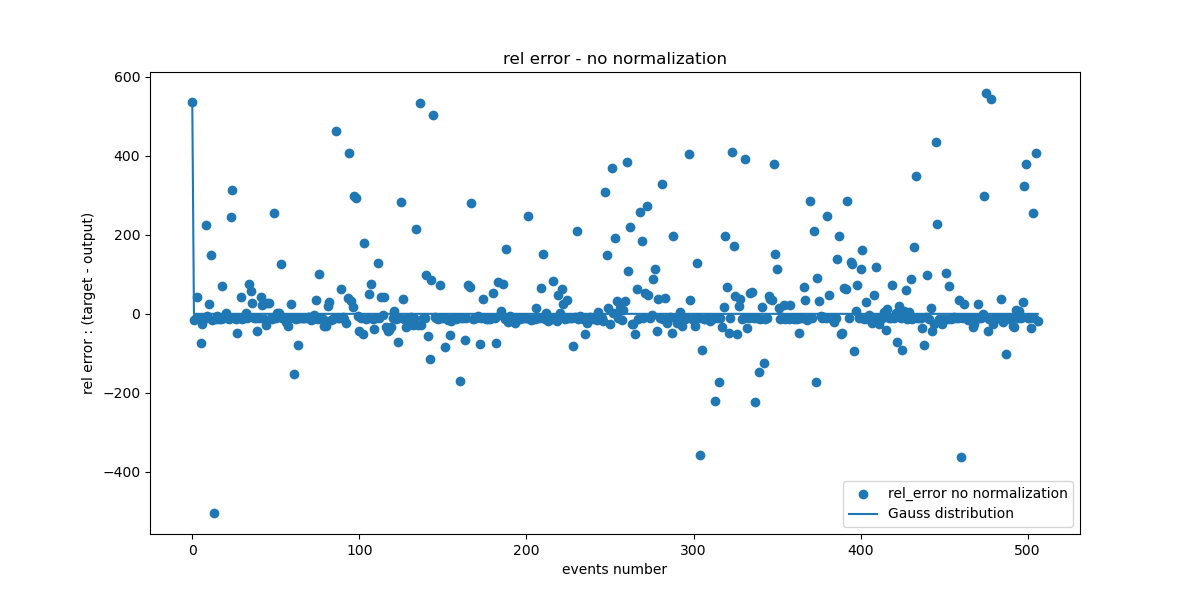 rel error - no normalization
rel error : (target - output)
600
400
200
0
−200
−400
0
100
200
300
400
500
events number
rel_error no normalization
Gauss distribution